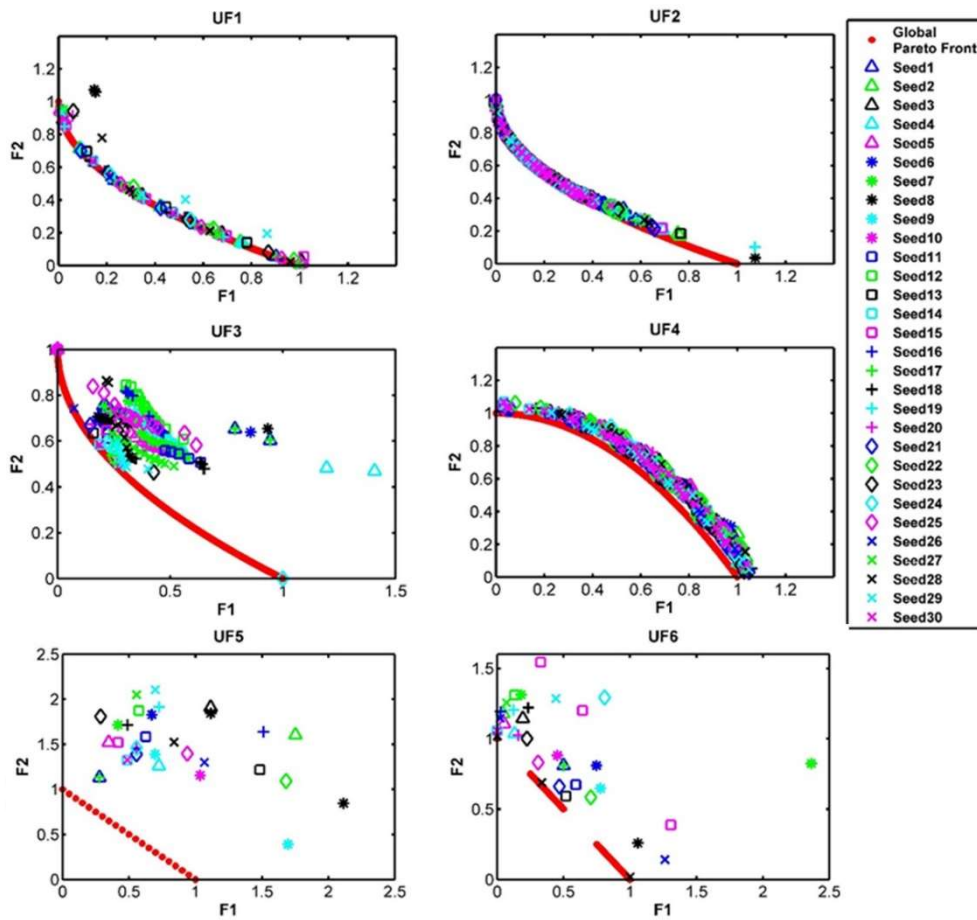 UF1
1.2
1
0.8
0.6
0.4
0.2
0
F2
0 0.2 0.4 0.6 0.8 1 1.2
F1
UF2
1.2
1
0.8
0.6
0.4
0.2
0
F2
0 0.2 0.4 0.6 0.8 1 1.2
F1
UF3
1
0.8
0.6
0.4
0.2
0
F2
0 0.5 1 1.5
F1
UF4
1.2
1
0.8
0.6
0.4
0.2
0
F2
0 0.2 0.4 0.6 0.8 1 1.2
F1
UF5
2.5
2
1.5
1
0.5
0
F2
0 0.5 1 1.5 2 2.5
F1
UF6
1.5
1
0.5
0
F2
0 0.5 1 1.5 2 2.5
F1
Global
Pareto Front
Seed1
Seed2
Seed3
Seed4
Seed5
Seed6
Seed7
Seed8
Seed9
Seed10
Seed11
Seed12
Seed13
Seed14
Seed15
Seed16
Seed17
Seed18
Seed19
Seed20
Seed21
Seed22
Seed23
Seed24
Seed25
Seed26
Seed27
Seed28
Seed29
Seed30